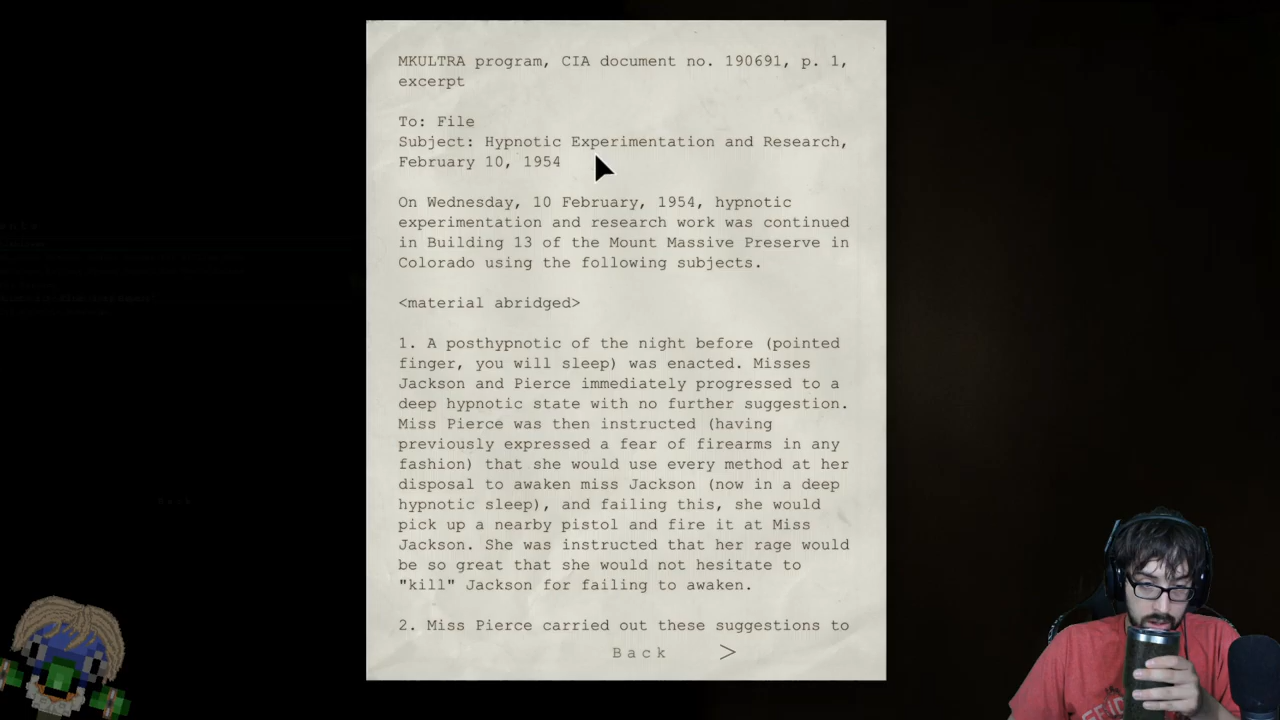 MKULTRA program, CIA document no. 190691, p. 1,
excerpt
To: File
Subject: Hypnotic Experimentation and Research,
February 10, 1954
On Wednesday, 10 February, 1954, hypnotic
experimentation and research work was continued
in Building 13 of the Mount Massive Preserve in
Colorado using the following subjects.
<material abridged>
1. A posthypnotic of the night before (pointed
finger, you will sleep) was enacted. Misses
Jackson and Pierce immediately progressed to a
deep hypnotic state with no further suggestion.
Miss Pierce was then instructed (having
previously expressed a fear of firearms in any
fashion) that she would use every method at her
disposal to awaken miss Jackson (now in a deep
hypnotic sleep), and failing this, she would
pick up a nearby pistol and fire it at Miss
Jackson. She was instructed that her rage would
be so great that she would not hesitate to
"kill" Jackson for failing to awaken.
2. Miss Pierce carried out these suggestions to
Back >